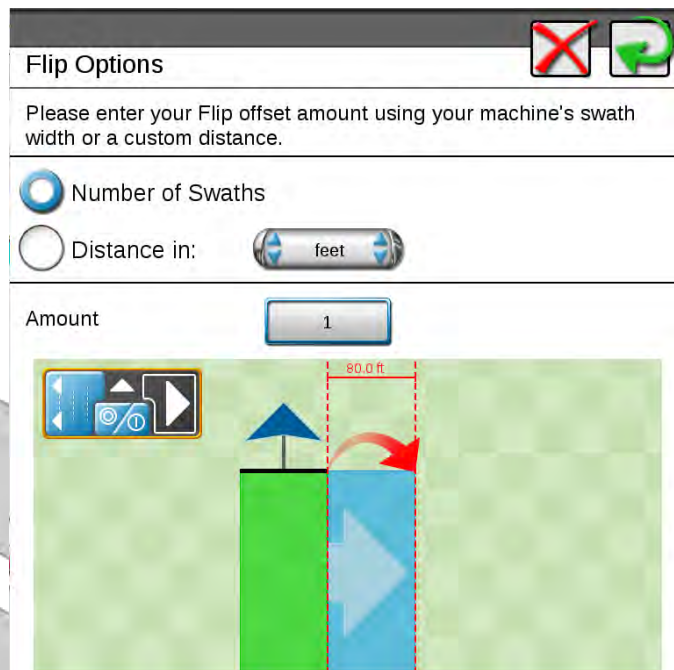 Flip Options
Please enter your Flip offset amount using your machine's swath
width or a custom distance.
Number of Swaths
Distance in: feet
Amount 1
80.0 ft